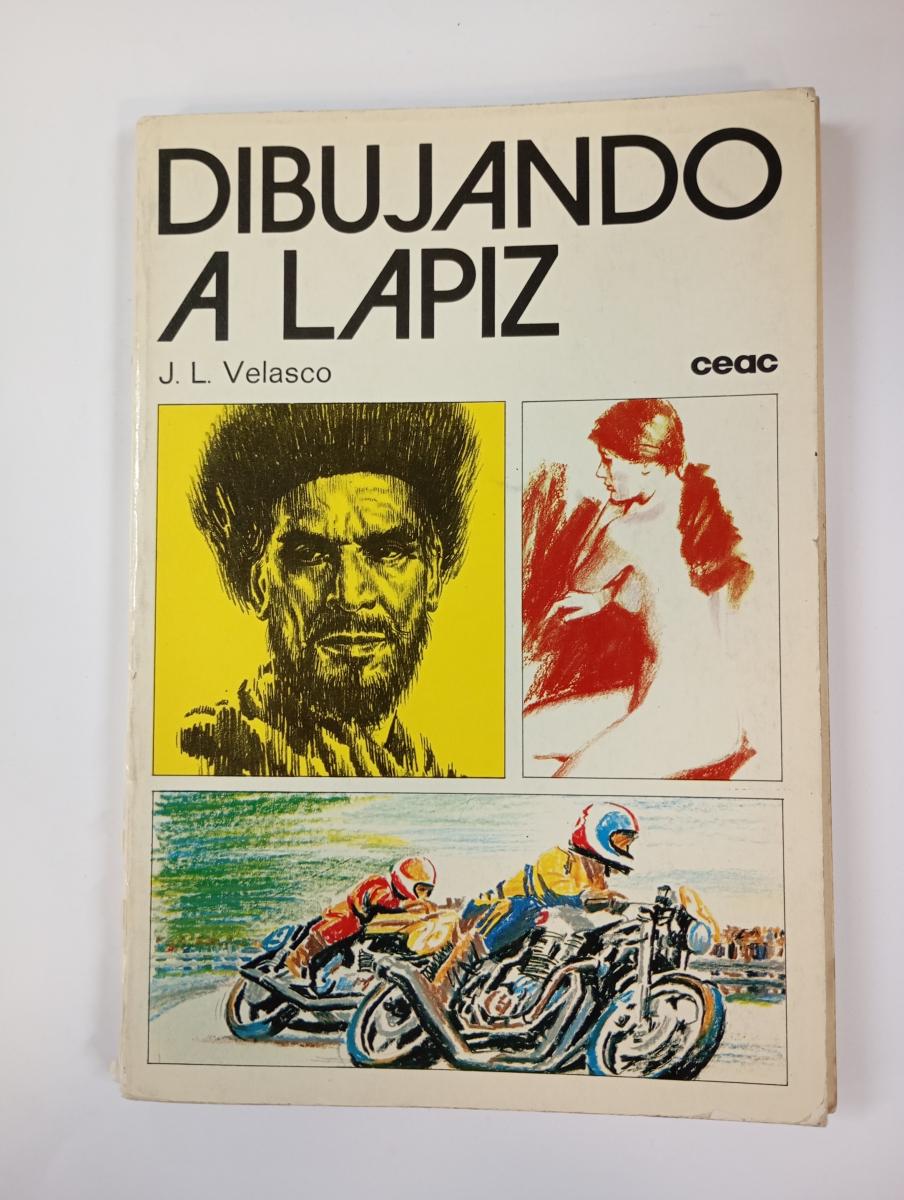 DIBUJANDO
A LAPIZ
J. L. Velasco
ceac